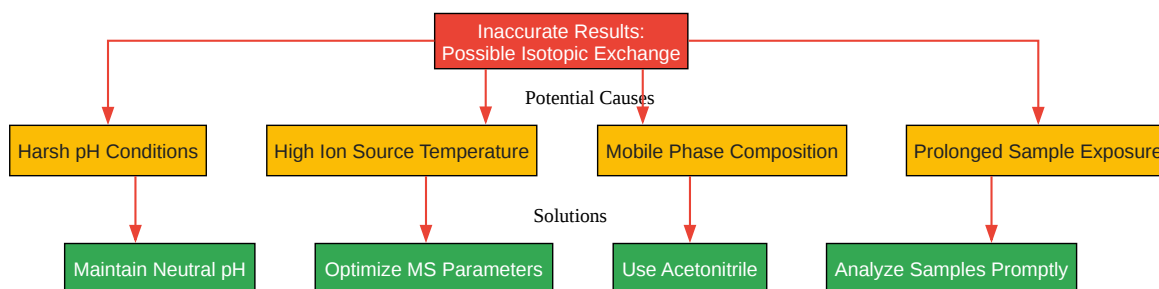 Inaccurate Results:
Possible Isotopic Exchange
Potential Causes
Harsh pH Conditions
High Ion Source Temperature
Mobile Phase Composition
Prolonged Sample Exposure
Solutions
Maintain Neutral pH
Optimize MS Parameters
Use Acetonitrile
Analyze Samples Promptly